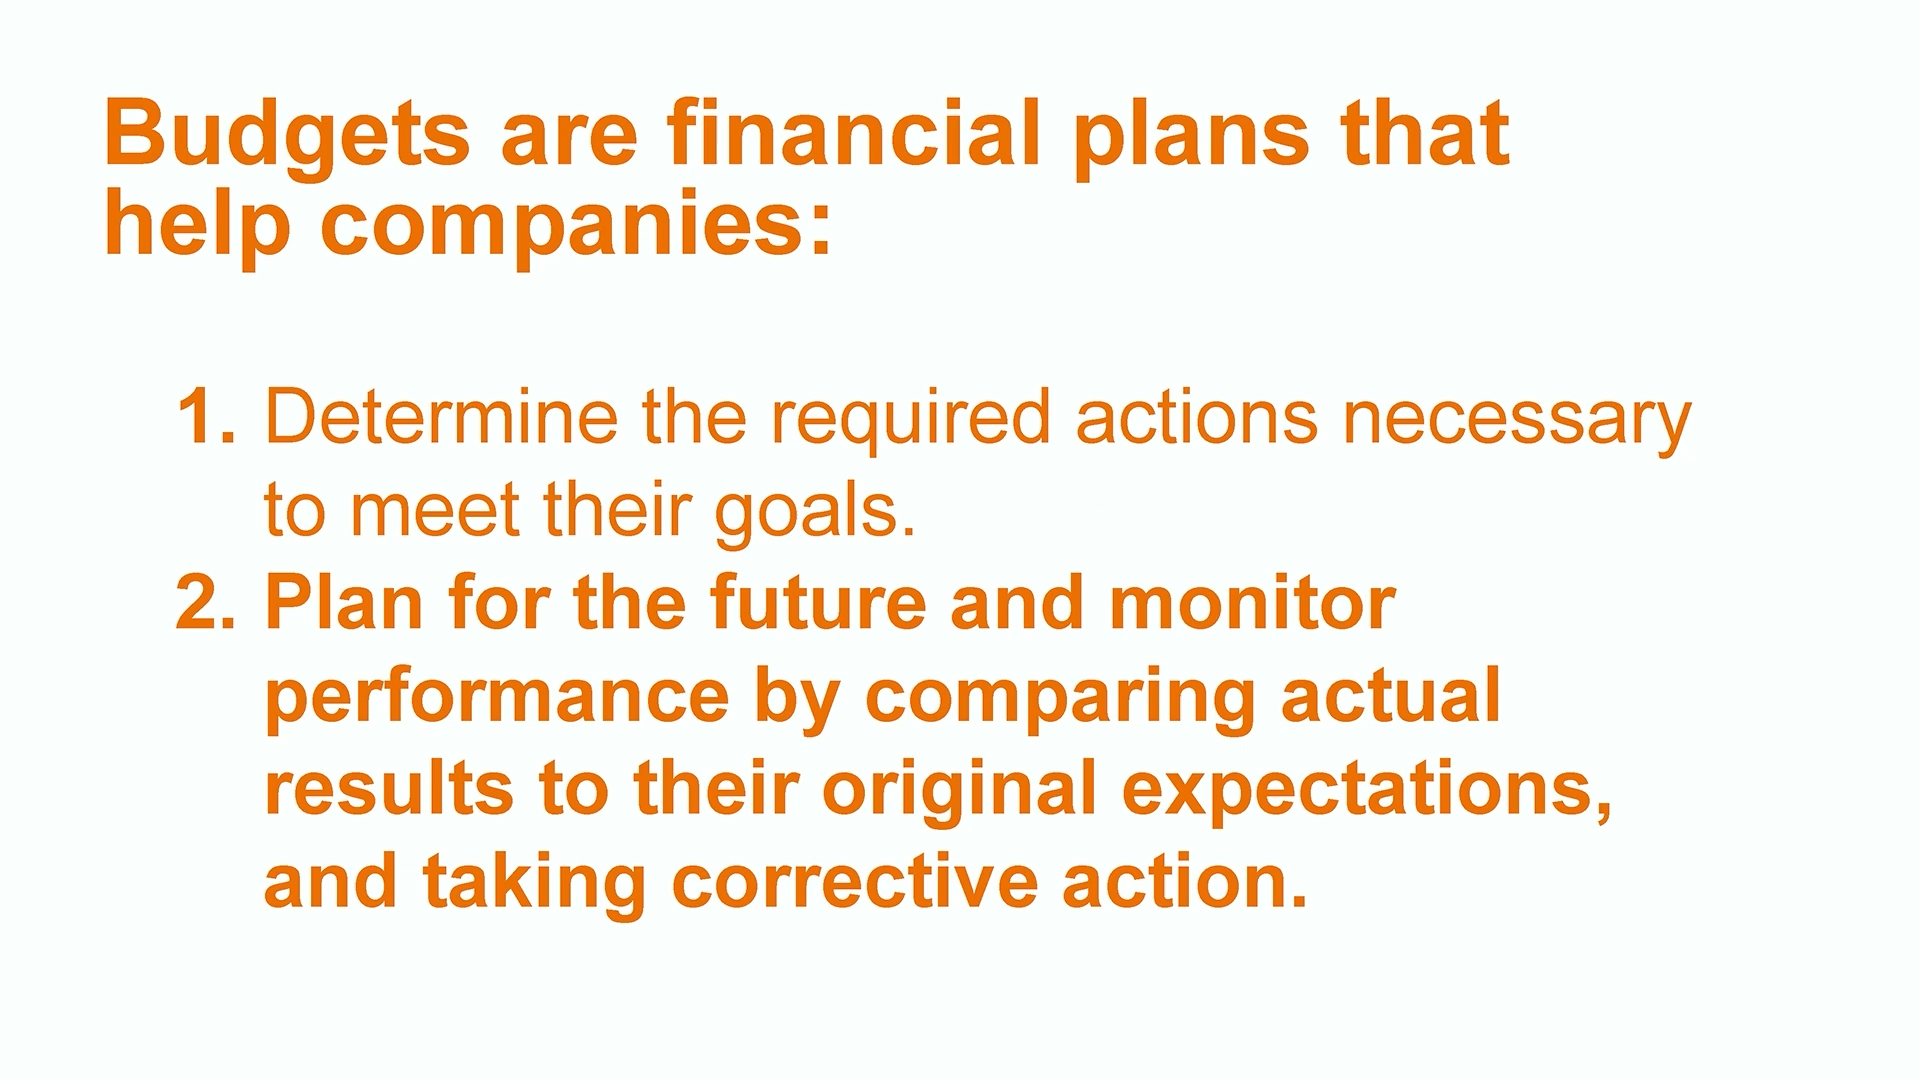 Budgets are financial plans that
help companies:
1. Determine the required actions necessary
to meet their goals.
2. Plan for the future and monitor
performance by comparing actual
results to their original expectations,
and taking corrective action.